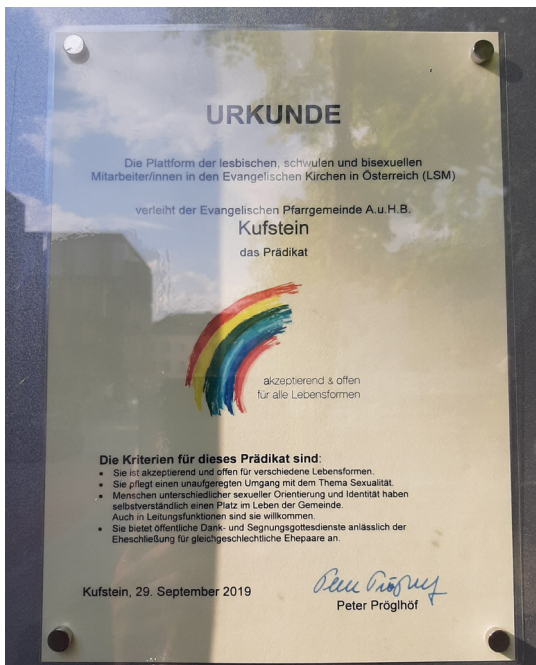 URKUNDE
Die Plattform der lesbischen, schwulen und bisexuellen
Mitarbeiter/innen in den Evangelischen Kirchen in Österreich (LSM)
verleiht der Evangelischen Pfarrgemeinde A.u.H.B.
Kufstein
das Prädikat
akzeptierend & offen
für alle Lebensformen
Die Kriterien für dieses Prädikat sind:
• Sie ist akzeptierend und offen für verschiedene Lebensformen.
• Sie pflegt einen unaufgeregten Umgang mit dem Thema Sexualität.
• Menschen unterschiedlicher sexueller Orientierung und Identität haben
selbstverständlich einen Platz im Leben der Gemeinde.
Auch in Leitungsfunktionen sind sie willkommen.
• Sie bietet öffentliche Dank- und Segnungsgottesdienste anlässlich der
Eheschließung für gleichgeschlechtliche Ehepaare an.
Kufstein, 29. September 2019
Peter Pröglhöf